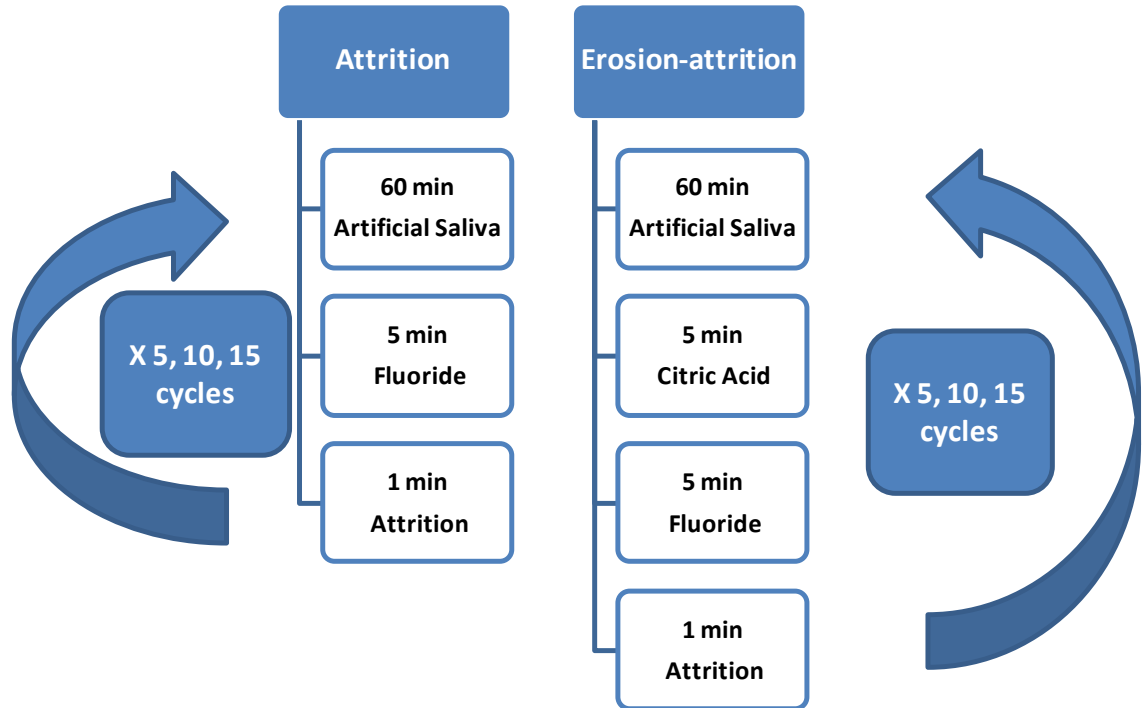 Attrition
60 min
Artificial Saliva
5 min
Fluoride
1 min
Attrition
X 5, 10, 15
cycles
Erosion-attrition
60 min
Artificial Saliva
5 min
Citric Acid
5 min
Fluoride
1 min
Attrition
X 5, 10, 15
cycles